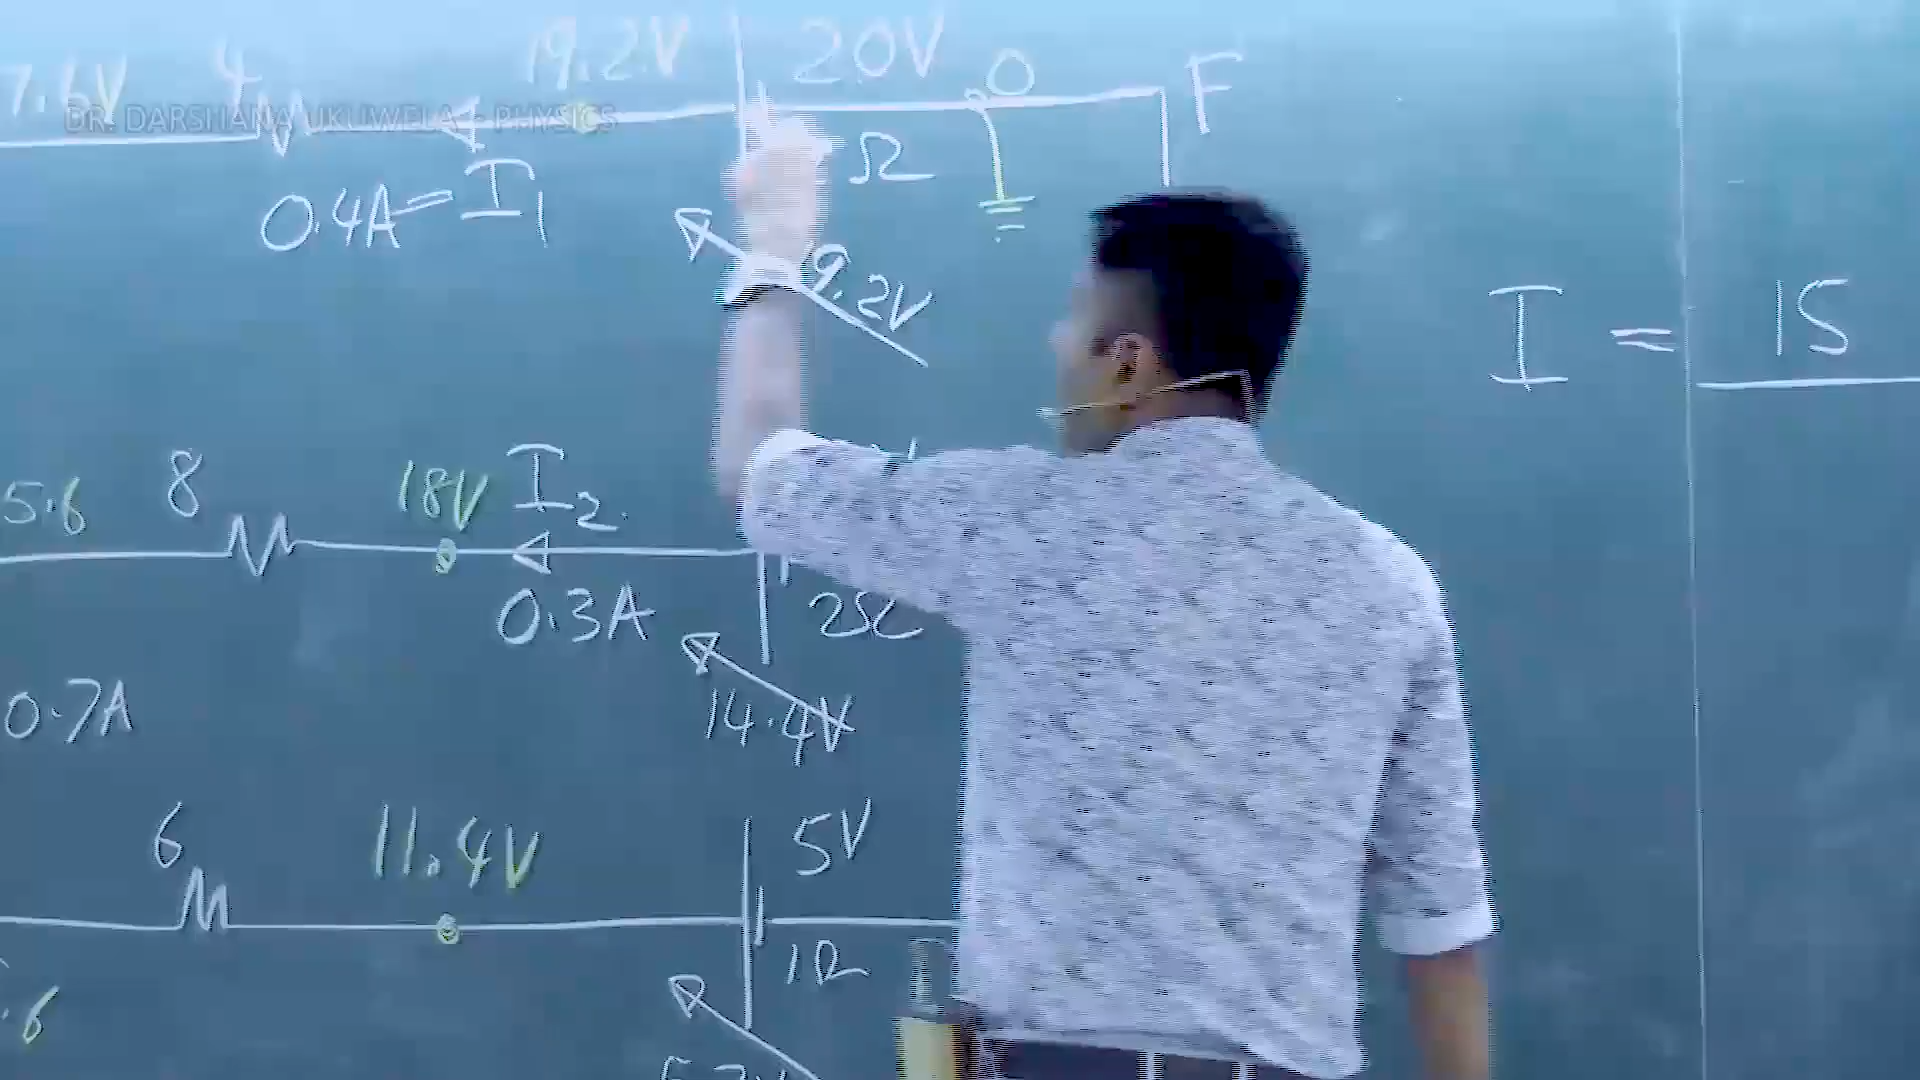 7.6V 4 19.2V 20V 0 F
DR. DARSHANA UKUWELA - PHYSICS
Ω
0.4A = I1
9.2V
I = 15
5.6 8 18V I2
0.3A 2Ω
0.7A 14.4V
6 11.4V 5V
1Ω
.6